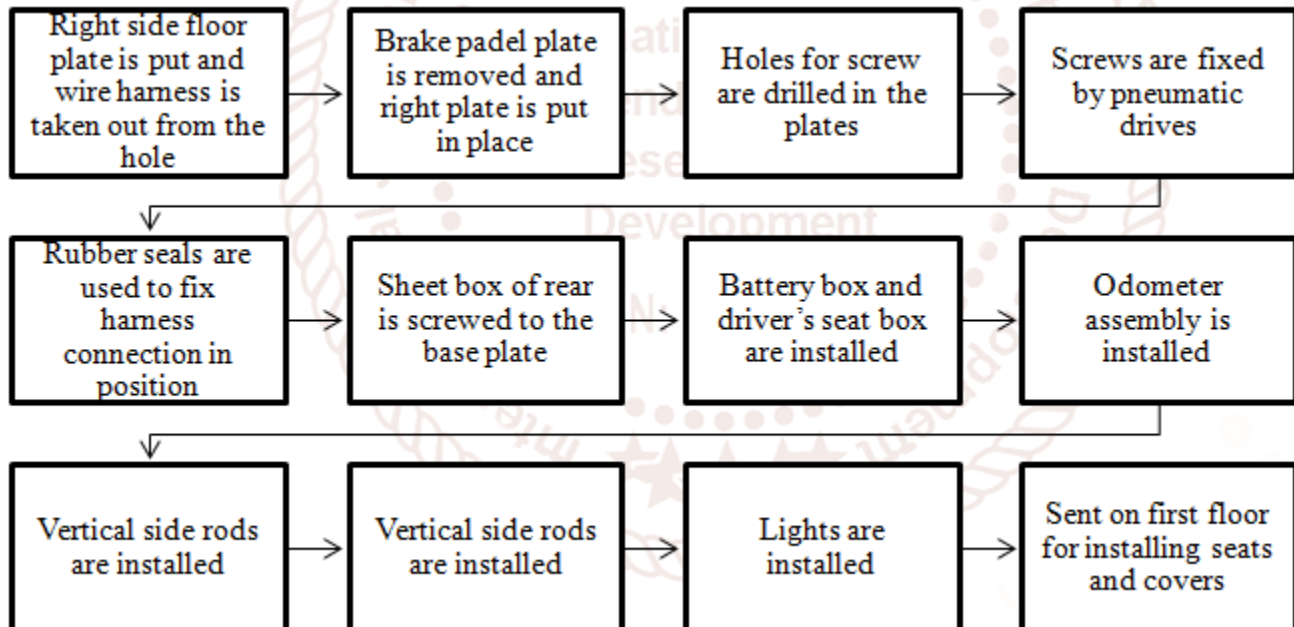 Right side floor
plate is put and
wire harness is
taken out from the
hole
Brake padel plate
is removed and
right plate is put
in place
Holes for screw
are drilled in the
plates
Screws are fixed
by pneumatic
drives
Rubber seals are
used to fix
harness
connection in
position
Sheet box of rear
is screwed to the
base plate
Battery box and
driver’s seat box
are installed
Odometer
assembly is
installed
Vertical side rods
are installed
Vertical side rods
are installed
Lights are
installed
Sent on first floor
for installing seats
and covers
Development